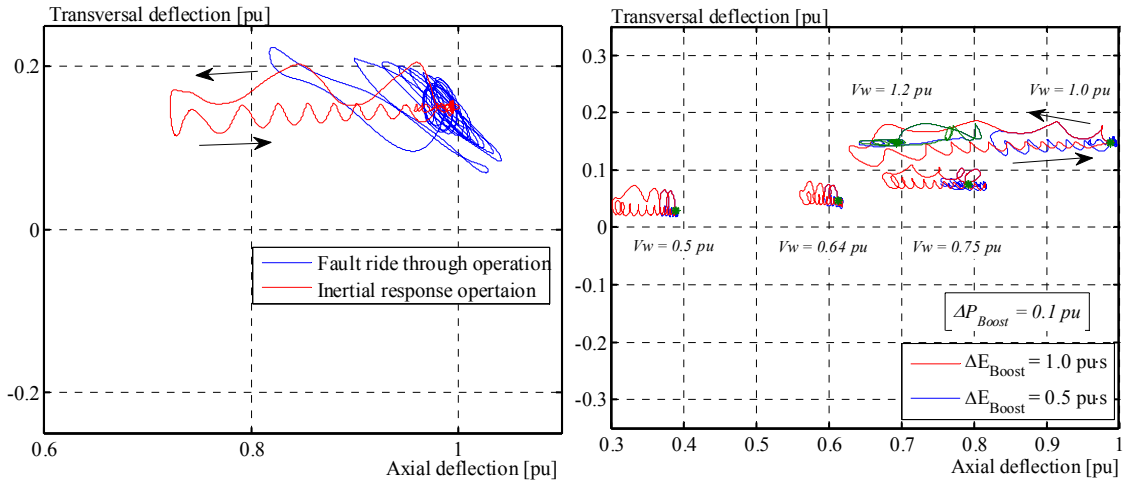 Transversal deflection [pu]
0.2
0
-0.2
0.6
0.8
1
Axial deflection [pu]
Fault ride through operation
Inertial response opertaion
Transversal deflection [pu]
0.3
0.2
0.1
0
-0.1
-0.2
-0.3
0.3
0.4
0.5
0.6
0.7
0.8
0.9
1
Axial deflection [pu]
Vw = 1.2 pu
Vw = 1.0 pu
Vw = 0.5 pu
Vw = 0.64 pu
Vw = 0.75 pu
ΔP_Boost = 0.1 pu
ΔE_Boost = 1.0 pu·s
ΔE_Boost = 0.5 pu·s